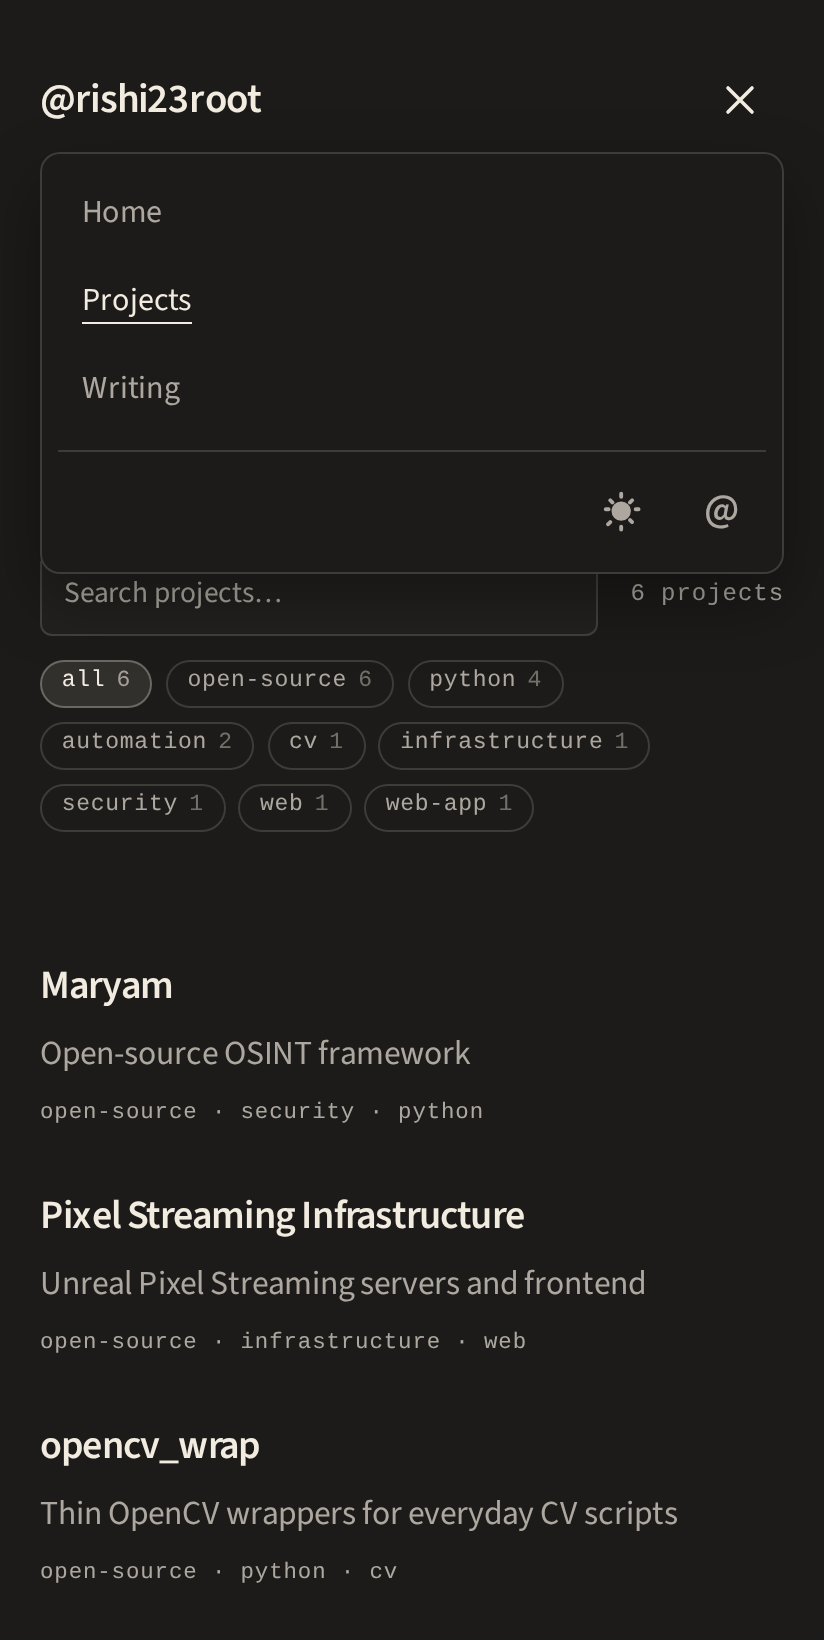 @rishi23root
Home
Projects
Writing
@
Search projects… 6 projects
all 6 open-source 6 python 4
automation 2 cv 1 infrastructure 1
security 1 web 1 web-app 1
Maryam
Open-source OSINT framework
open-source · security · python
Pixel Streaming Infrastructure
Unreal Pixel Streaming servers and frontend
open-source · infrastructure · web
opencv_wrap
Thin OpenCV wrappers for everyday CV scripts
open-source · python · cv